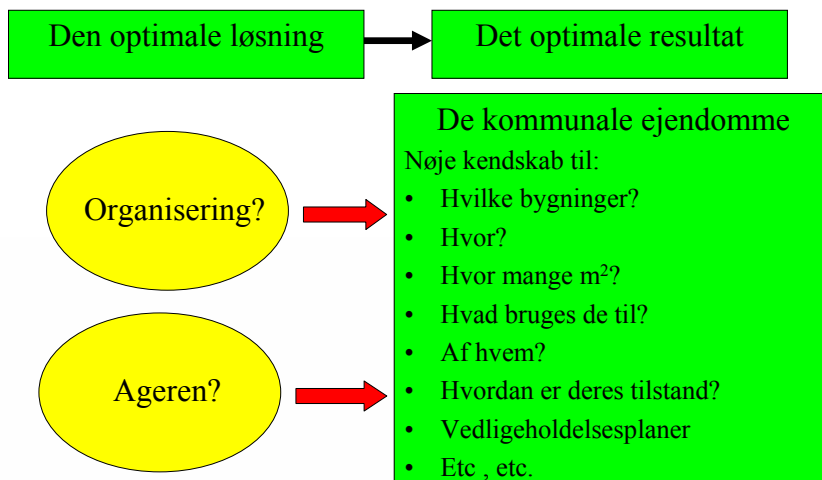 Den optimale løsning
Det optimale resultat
Organisering?
Ageren?
De kommunale ejendomme
Nøje kendskab til:
• Hvilke bygninger?
• Hvor?
• Hvor mange m²?
• Hvad bruges de til?
• Af hvem?
• Hvordan er deres tilstand?
• Vedligeholdelsesplaner
• Etc , etc.